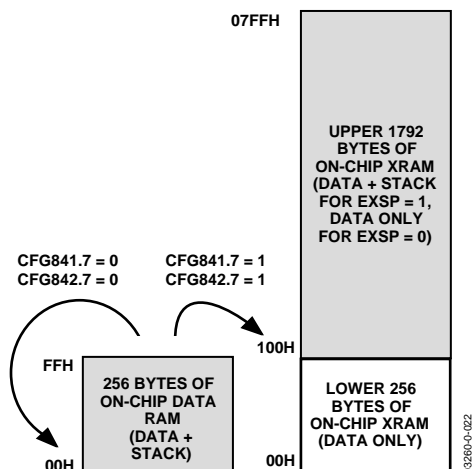 07FFH
UPPER 1792
BYTES OF
ON-CHIP XRAM
(DATA + STACK
FOR EXSP = 1,
DATA ONLY
FOR EXSP = 0)
CFG841.7 = 0
CFG842.7 = 0
CFG841.7 = 1
CFG842.7 = 1
100H
FFH
256 BYTES OF
ON-CHIP DATA
RAM
(DATA +
STACK)
00H
LOWER 256
BYTES OF
ON-CHIP XRAM
(DATA ONLY)
00H
03260-0-022